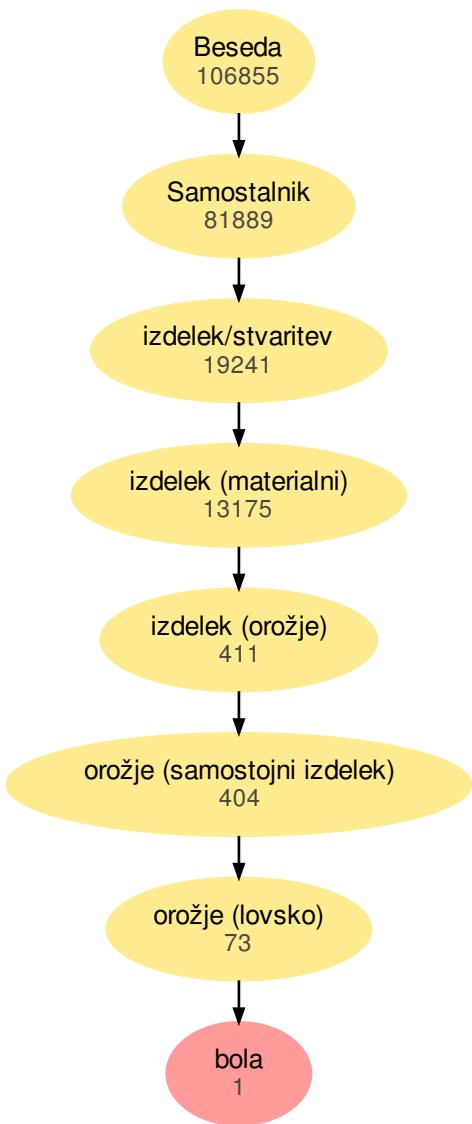 Beseda
106855
Samostalnik
81889
izdelek/stvaritev
19241
izdelek (materialni)
13175
izdelek (orožje)
411
orožje (samostojni izdelek)
404
orožje (lovsko)
73
bola
1